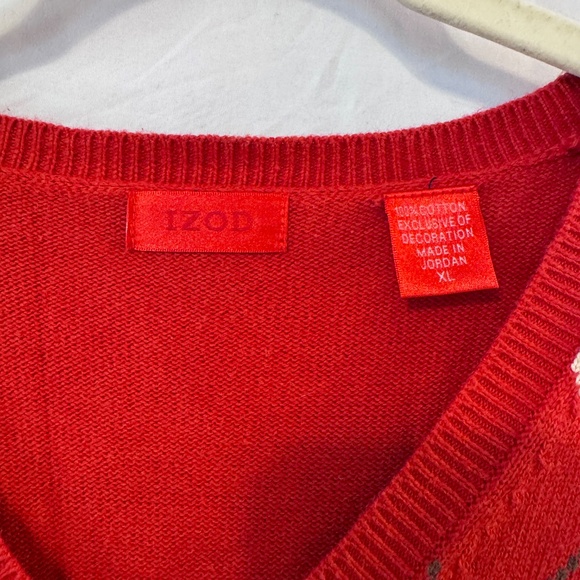 IZOD
100% COTTON
EXCLUSIVE OF
DECORATION
MADE IN
JORDAN
XL